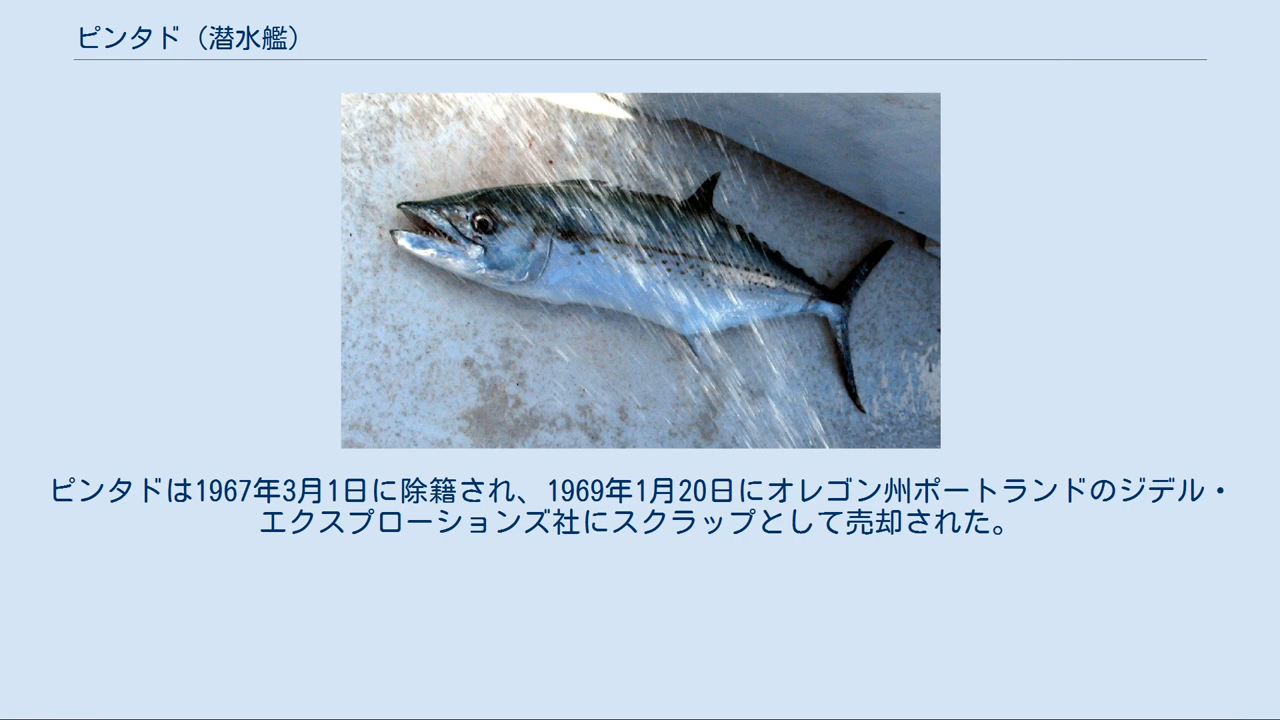 ピンタド（潜水艦）
ピンタドは1967年3月1日に除籍され、1969年1月20日にオレゴン州ポートランドのジデル・
エクスプローションズ社にスクラップとして売却された。